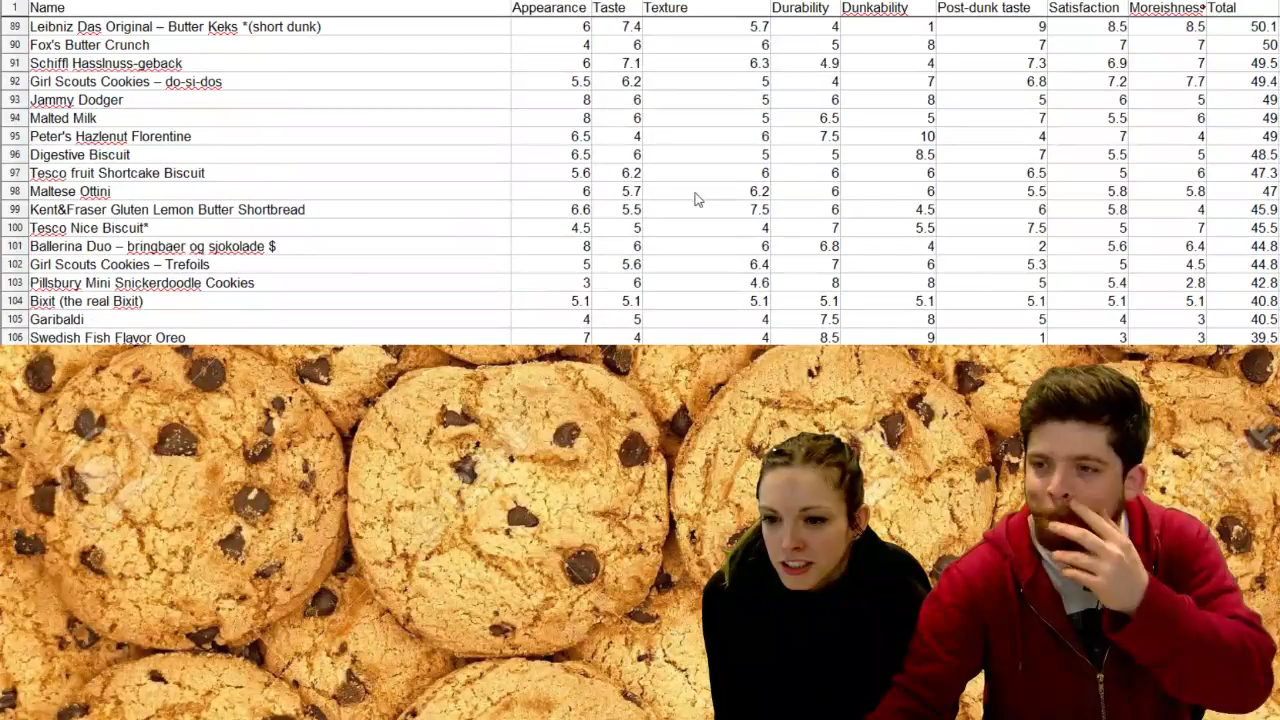 1 Name Appearance Taste Texture Durability Dunkability Post-dunk taste Satisfaction Moreishnes Total
89 Leibniz Das Original – Butter Keks *(short dunk) 6 7.4 5.7 4 1 9 8.5 8.5 50.1
90 Fox's Butter Crunch 4 6 6 5 8 7 7 7 50
91 Schiffl Hasslnuss-geback 6 7.1 6.3 4.9 4 7.3 6.9 7 49.5
92 Girl Scouts Cookies – do-si-dos 5.5 6.2 5 4 7 6.8 7.2 7.7 49.4
93 Jammy Dodger 8 6 5 6 8 5 6 5 49
94 Malted Milk 8 6 5 6.5 5 7 5.5 6 49
95 Peter's Hazlenut Florentine 6.5 4 6 7.5 10 4 7 4 49
96 Digestive Biscuit 6.5 6 5 5 8.5 7 5.5 5 48.5
97 Tesco fruit Shortcake Biscuit 5.6 6.2 6 6 6 6.5 5 6 47.3
98 Maltese Ottini 6 5.7 6.2 6 6 5.5 5.8 5.8 47
99 Kent&Fraser Gluten Lemon Butter Shortbread 6.6 5.5 7.5 6 4.5 6 5.8 4 45.9
100 Tesco Nice Biscuit* 4.5 5 4 7 5.5 7.5 5 7 45.5
101 Ballerina Duo – bringbaer og sjokolade $ 8 6 6 6.8 4 2 5.6 6.4 44.8
102 Girl Scouts Cookies – Trefoils 5 5.6 6.4 7 6 5.3 5 4.5 44.8
103 Pillsbury Mini Snickerdoodle Cookies 3 6 4.6 8 8 5 5.4 2.8 42.8
104 Bixit (the real Bixit) 5.1 5.1 5.1 5.1 5.1 5.1 5.1 5.1 40.8
105 Garibaldi 4 5 4 7.5 8 5 4 3 40.5
106 Swedish Fish Flavor Oreo 7 4 4 8.5 9 1 3 3 39.5